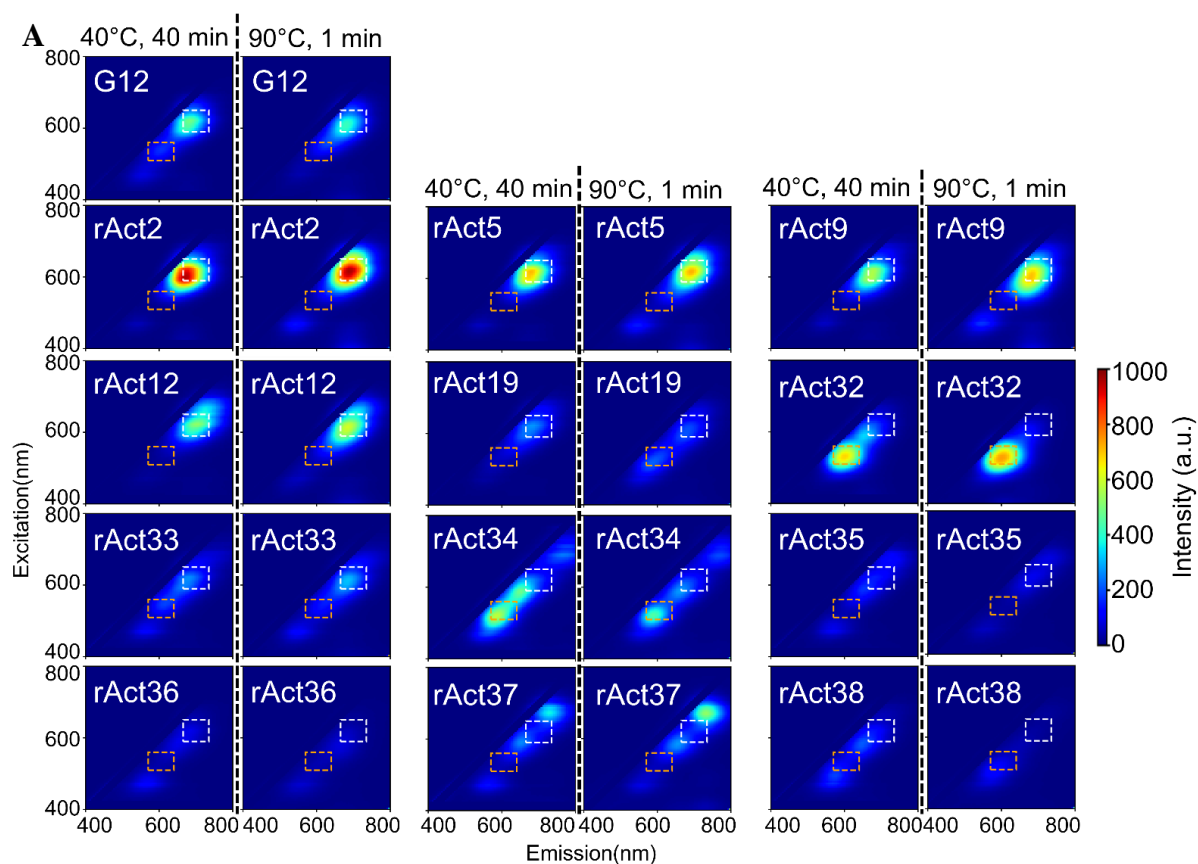 A
40°C, 40 min 90°C, 1 min
800 G12 G12
600
400
40°C, 40 min 90°C, 1 min 40°C, 40 min 90°C, 1 min
800 rAct2 rAct2 rAct5 rAct5 rAct9 rAct9
600
400
800 rAct12 rAct12 rAct19 rAct19 rAct32 rAct32
600
400
800 rAct33 rAct33 rAct34 rAct34 rAct35 rAct35
600
400
800 rAct36 rAct36 rAct37 rAct37 rAct38 rAct38
600
400
400 600 800 400 600 800 400 600 800 400 600 800 400 600 800 400 600 800
Emission(nm)
Excitation(nm)
1000
800
600
400
200
0
Intensity (a.u.)